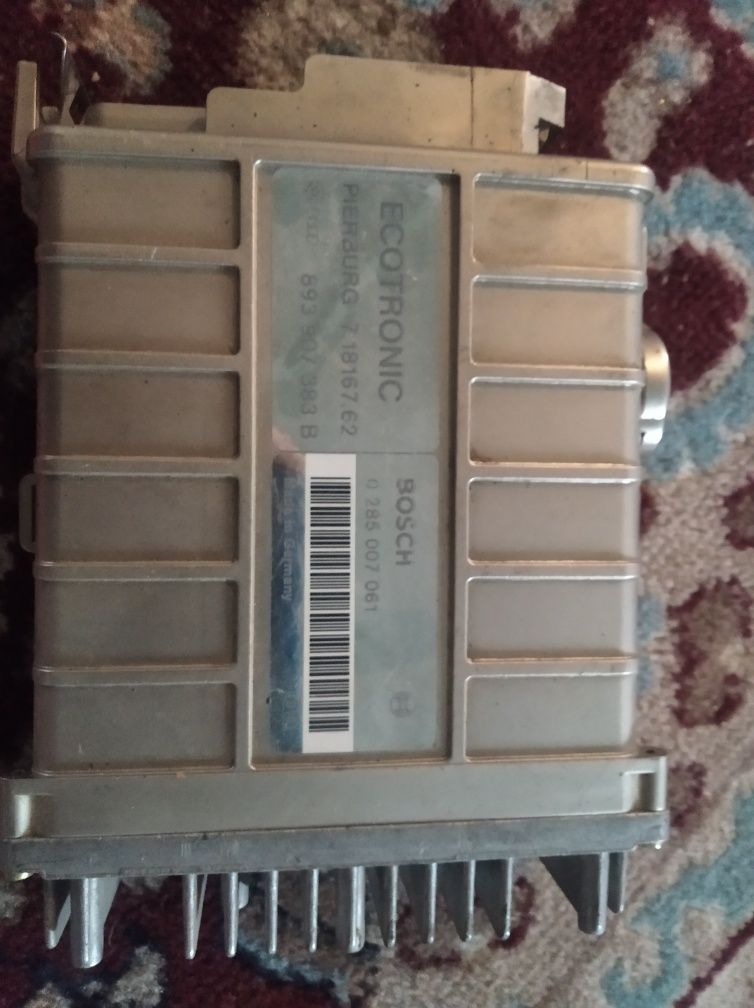 ECOTRONIC
PIERBURG 7.18167.62
893 907 383 B
BOSCH
0 285 007 061
Made in Germany